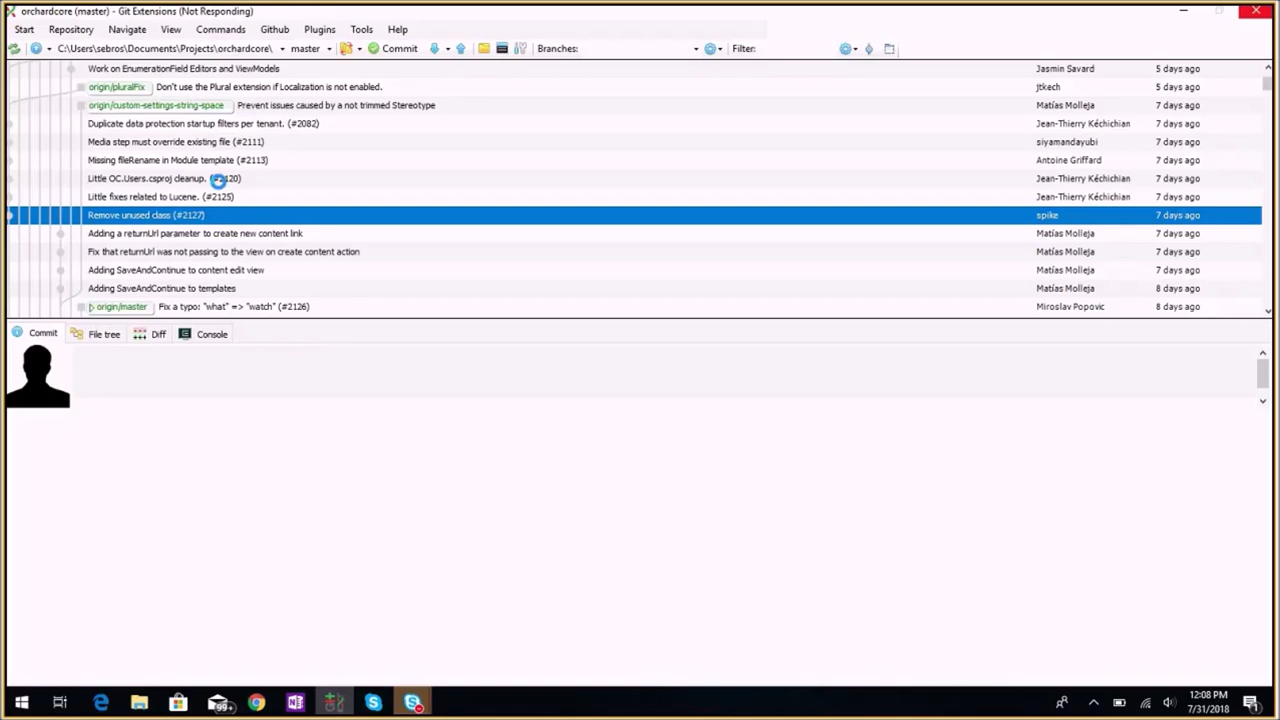 orchardcore (master) - Git Extensions (Not Responding)
Start Repository Navigate View Commands Github Plugins Tools Help
C:\Users\sebros\Documents\Projects\orchardcore\ master Commit Branches: Filter:
Work on EnumerationField Editors and ViewModels Jasmin Savard 5 days ago
origin/pluralFix Don't use the Plural extension if Localization is not enabled. jtkech 5 days ago
origin/custom-settings-string-space Prevent issues caused by a not trimmed Stereotype Matías Molleja 7 days ago
Duplicate data protection startup filters per tenant. (#2082) Jean-Thierry Kéchichian 7 days ago
Media step must override existing file (#2111) siyamandayubi 7 days ago
Missing fileRename in Module template (#2113) Antoine Griffard 7 days ago
Little OC.Users.csproj cleanup. (#2120) Jean-Thierry Kéchichian 7 days ago
Little fixes related to Lucene. (#2125) Jean-Thierry Kéchichian 7 days ago
Remove unused class (#2127) spike 7 days ago
Adding a returnUrl parameter to create new content link Matías Molleja 7 days ago
Fix that returnUrl was not passing to the view on create content action Matías Molleja 7 days ago
Adding SaveAndContinue to content edit view Matías Molleja 7 days ago
Adding SaveAndContinue to templates Matías Molleja 8 days ago
origin/master Fix a typo: "what" => "watch" (#2126) Miroslav Popovic 8 days ago
Commit File tree Diff Console
99+
12:08 PM
7/31/2018